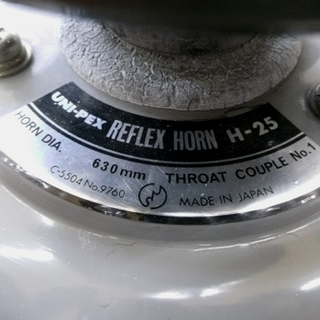 UNI-PEX REFLEX HORN H-25
HORN DIA. 630mm THROAT COUPLE No.1
C-5504 No.9760 MADE IN JAPAN